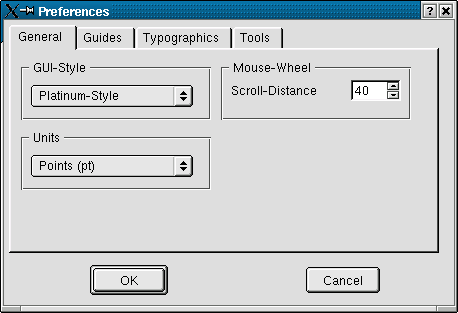 Preferences
General Guides Typographics Tools
GUI-Style
Platinum-Style
Mouse-Wheel
Scroll-Distance 40
Units
Points (pt)
OK Cancel